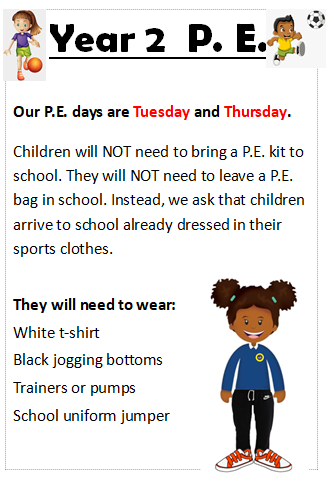 Year 2 P. E.
Our P.E. days are Tuesday and Thursday.
Children will NOT need to bring a P.E. kit to
school. They will NOT need to leave a P.E.
bag in school. Instead, we ask that children
arrive to school already dressed in their
sports clothes.
They will need to wear:
White t-shirt
Black jogging bottoms
Trainers or pumps
School uniform jumper